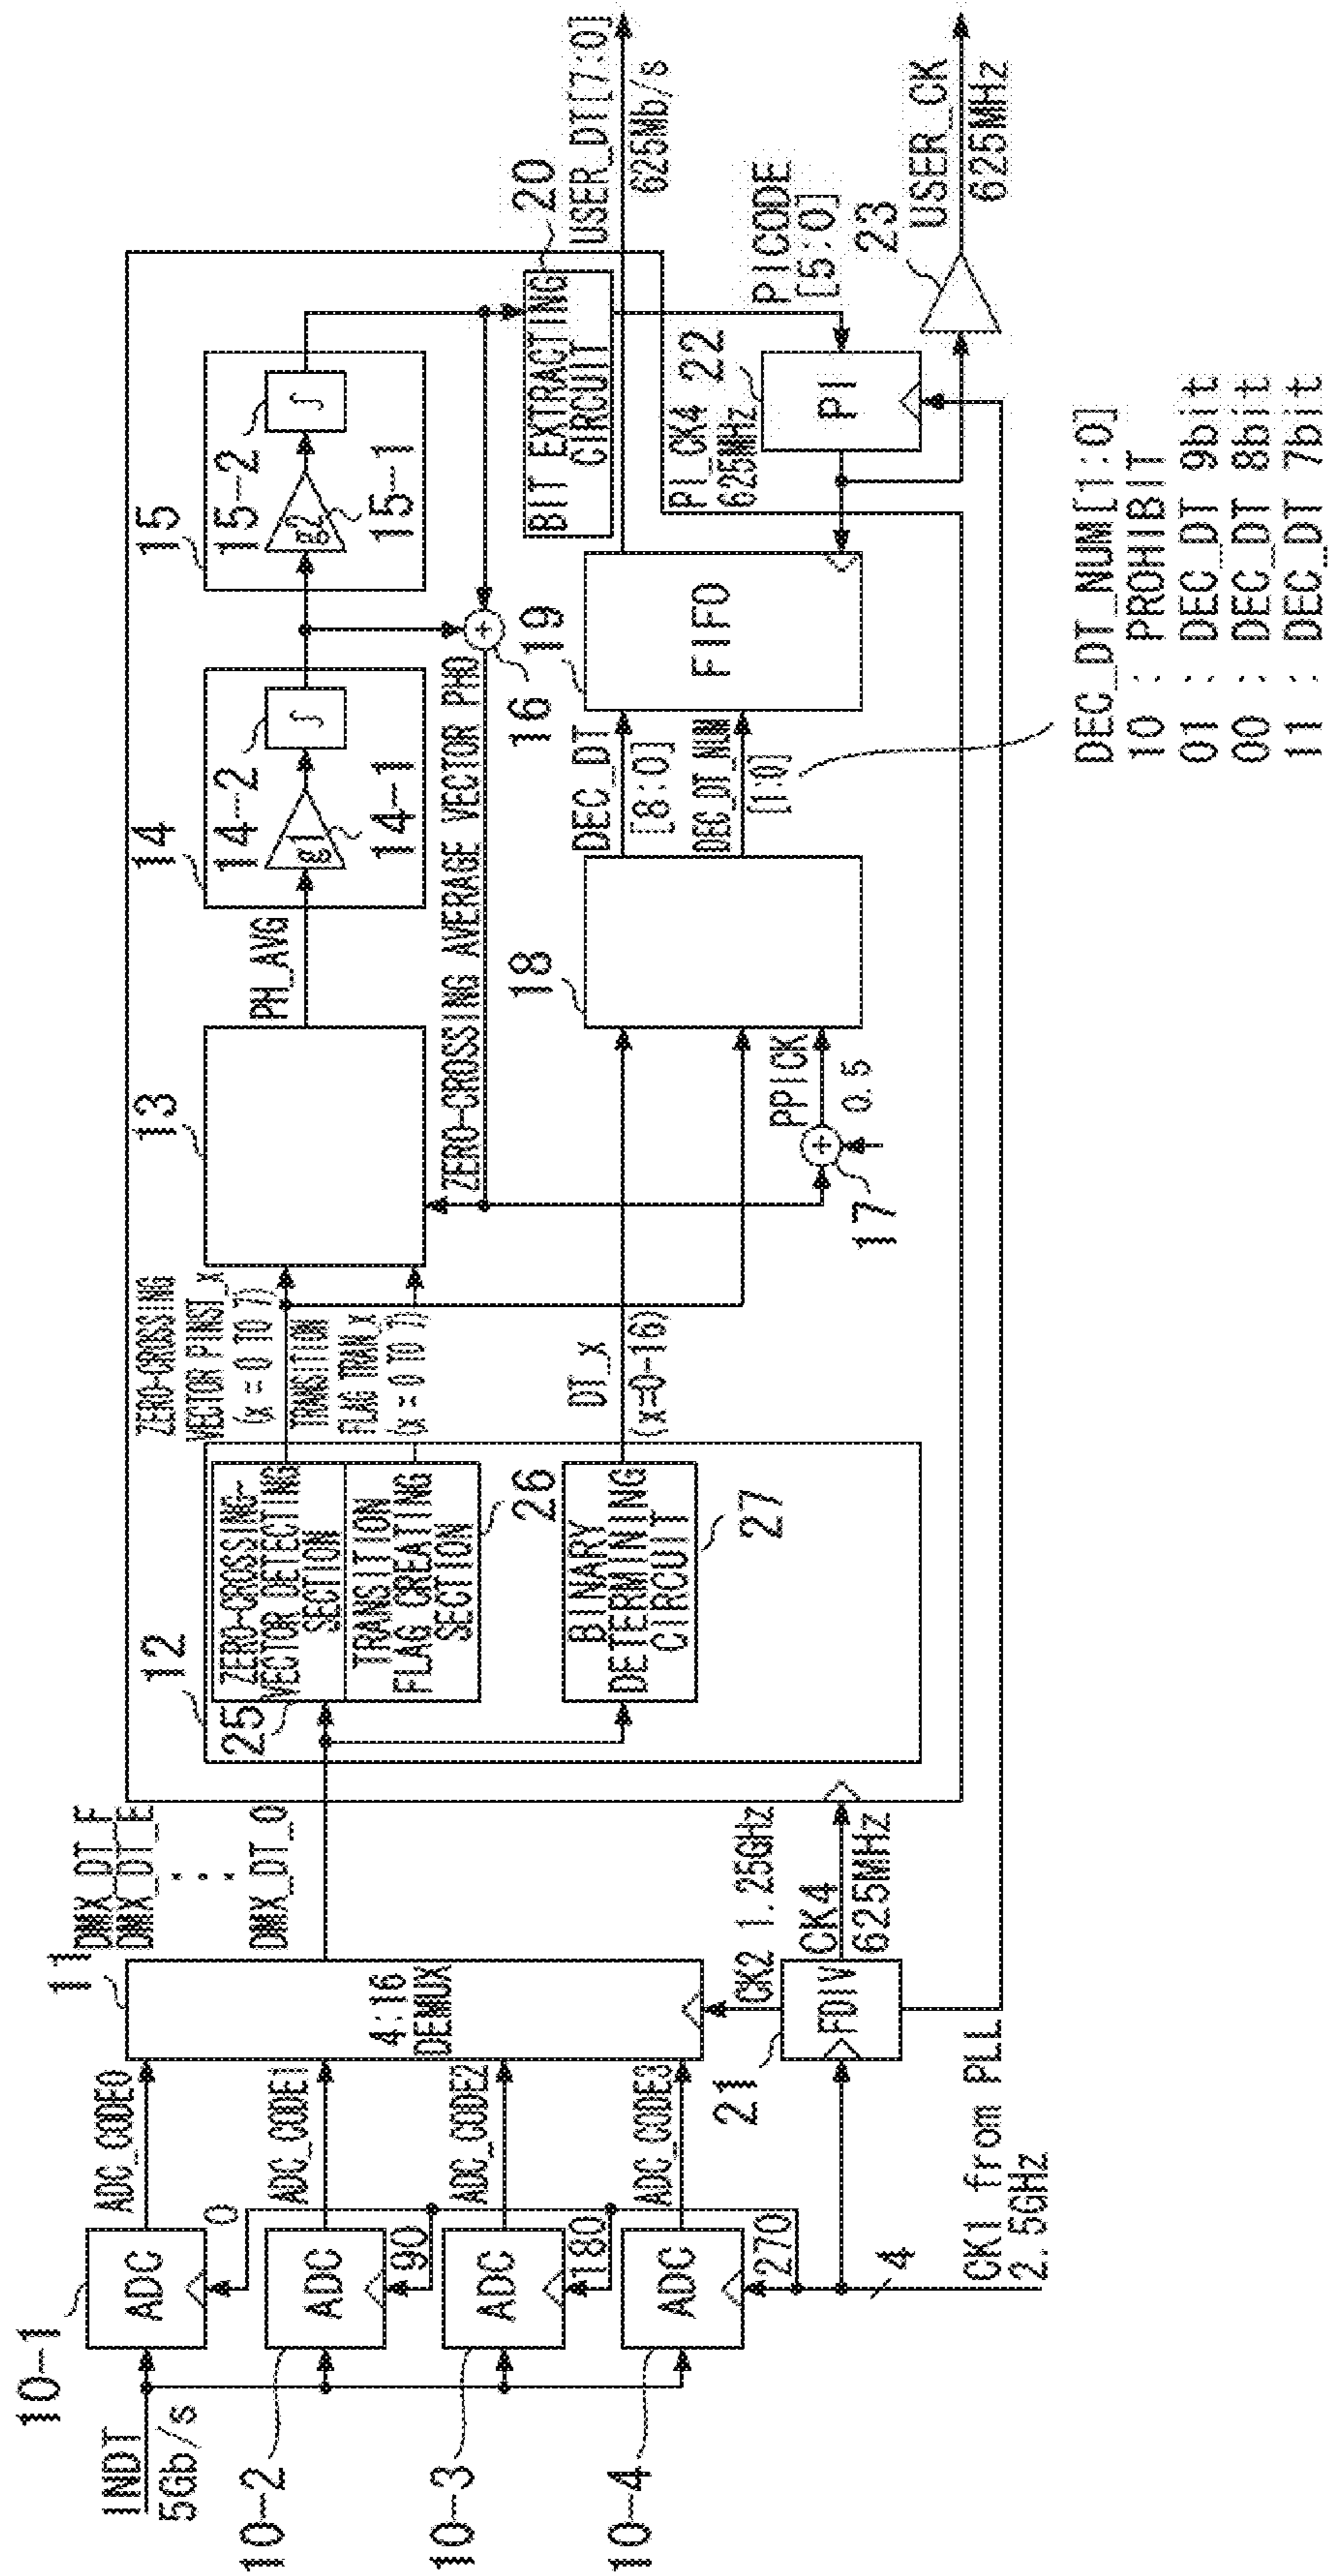 INDT
5Gb/s
10-1
10-2
10-3
10-4
ADC
ADC
ADC
ADC
0
90
180
270
4
CK1 from PLL
2.5GHz
ADC_CODE0
ADC_CODE1
ADC_CODE2
ADC_CODE3
11
4:16
DEMUX
21
FDIV
CK2 1.25GHz
CK4
625MHz
DMX_DT_F
DMX_DT_E
DMX_DT_0
12
25
ZERO-CROSSING-
VECTOR DETECTING
SECTION
TRANSITION
FLAG CREATING
SECTION
26
BINARY
DETERMINING
CIRCUIT
27
ZERO-CROSSING
VECTOR PINST_x
(x = 0 TO 7)
TRANSITION
FLAG TRAN_x
(x = 0 TO 7)
DT_x
(x=0-16)
13
PH_AVG
14
14-2
g1
∫
14-1
15
15-2
g2
∫
15-1
ZERO-CROSSING AVERAGE VECTOR PHO
+
16
PPICK
+
0.5
17
18
DEC_DT
[8:0]
DEC_DT_NUM
[1:0]
19
FIFO
BIT EXTRACTING
CIRCUIT
20
USER_DT[7:0]
625Mb/s
PICODE
[5:0]
PI_CK4
625MHz
22
PI
23
USER_CK
625MHz
DEC_DT_NUM[1:0]
10 : PROHIBIT
01 : DEC_DT 9bit
00 : DEC_DT 8bit
11 : DEC_DT 7bit